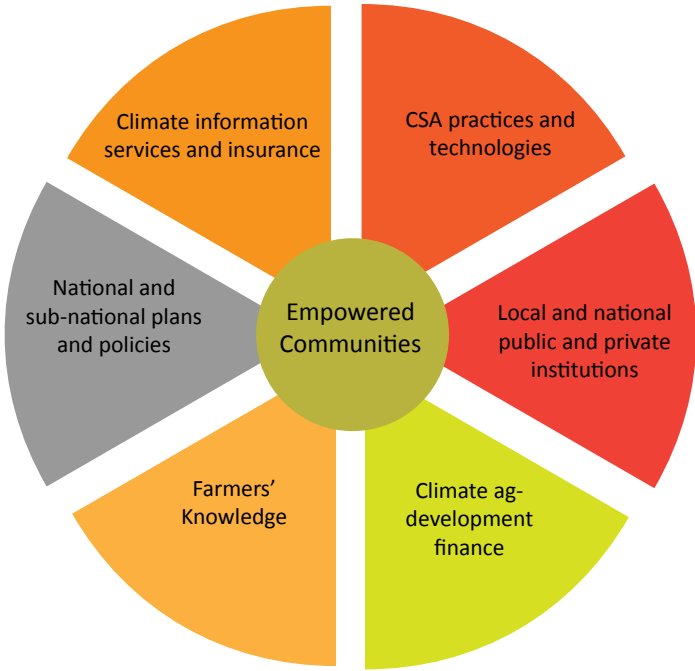 Climate information
services and insurance
CSA practices and
technologies
National and
sub-national plans
and policies
Empowered
Communities
Local and national
public and private
institutions
Farmers’
Knowledge
Climate ag-
development
finance